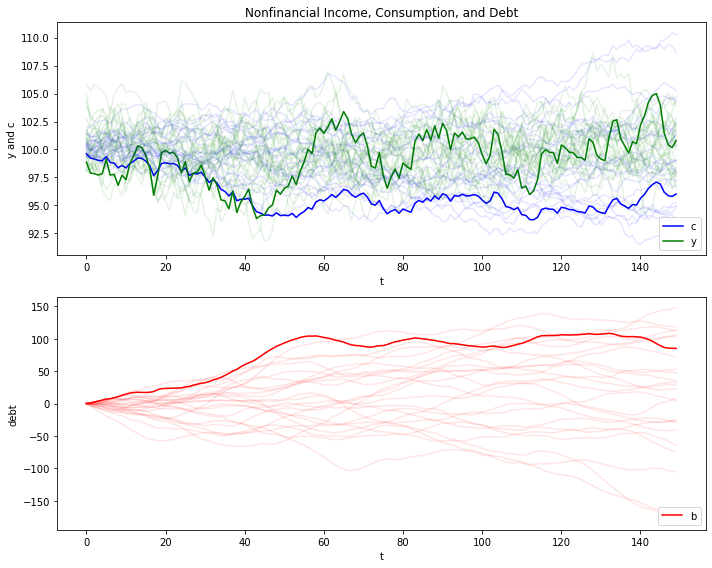 Nonfinancial Income, Consumption, and Debt
110.0
107.5
105.0
102.5
100.0
97.5
95.0
92.5
y and c
c
y
0 20 40 60 80 100 120 140
t
150
100
50
0
−50
−100
−150
debt
b
0 20 40 60 80 100 120 140
t